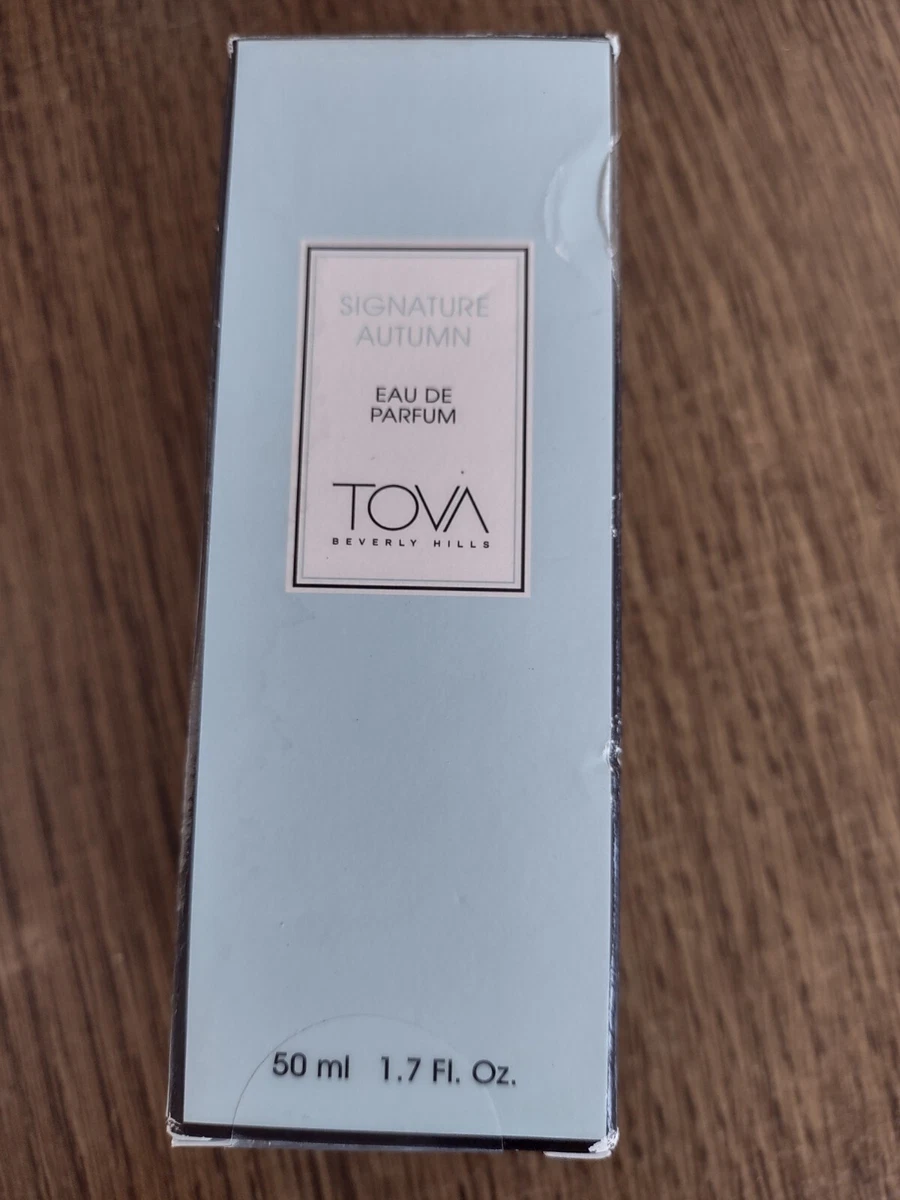 SIGNATURE
AUTUMN
EAU DE
PARFUM
TOVA
BEVERLY HILLS
50 ml 1.7 Fl. Oz.